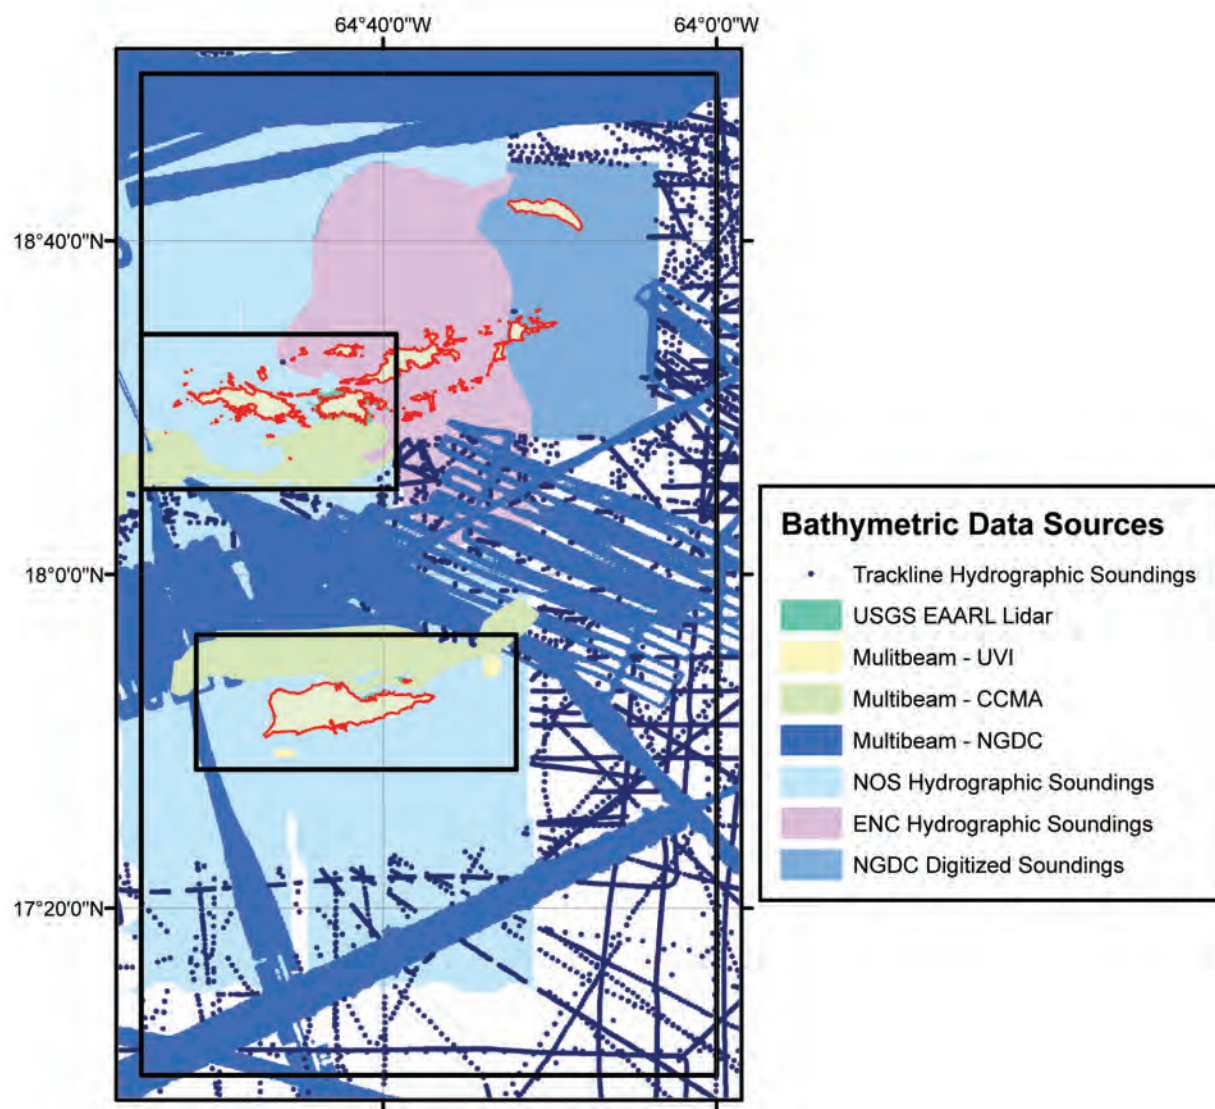 64°40'0"W
64°0'0"W
18°40'0"N
18°0'0"N
17°20'0"N
Bathymetric Data Sources
Trackline Hydrographic Soundings
USGS EAARL Lidar
Mulitbeam - UVI
Multibeam - CCMA
Multibeam - NGDC
NOS Hydrographic Soundings
ENC Hydrographic Soundings
NGDC Digitized Soundings